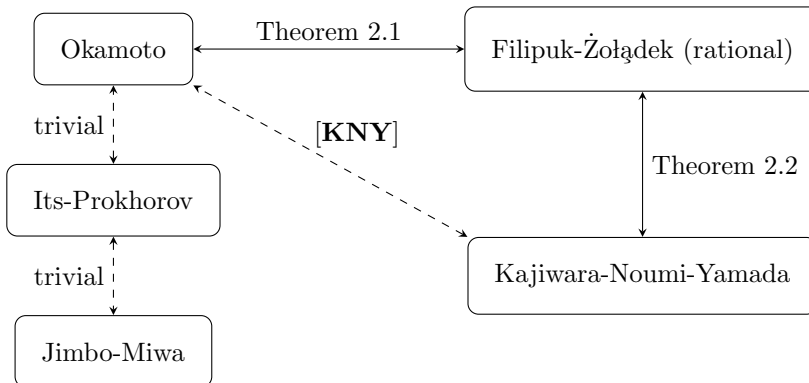 Okamoto
Theorem 2.1
Filipuk-Żołądek (rational)
trivial
[KNY]
Theorem 2.2
Its-Prokhorov
trivial
Kajiwara-Noumi-Yamada
Jimbo-Miwa